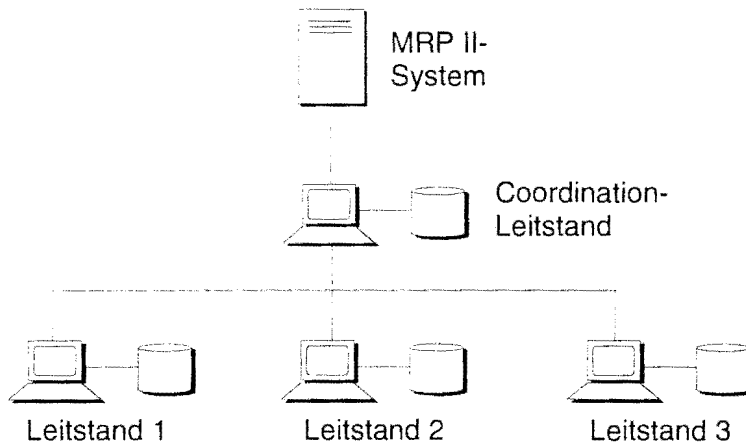 MRP II-
System
Coordination-
Leitstand
Leitstand 1
Leitstand 2
Leitstand 3